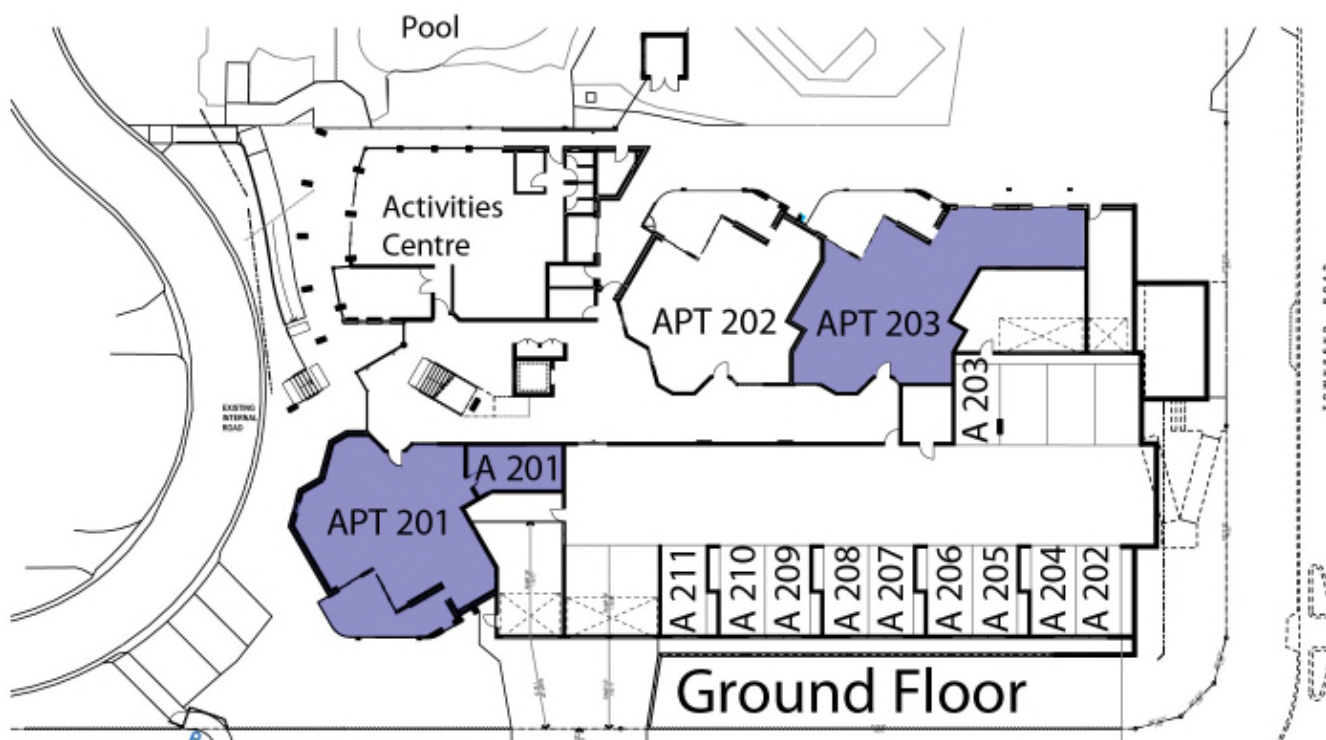 Pool
Activities
Centre
APT 202
APT 203
A 203
EXISTING
INTERNAL
ROAD
A 201
APT 201
A 211
A 210
A 209
A 208
A 207
A 206
A 205
A 204
A 202
Ground Floor